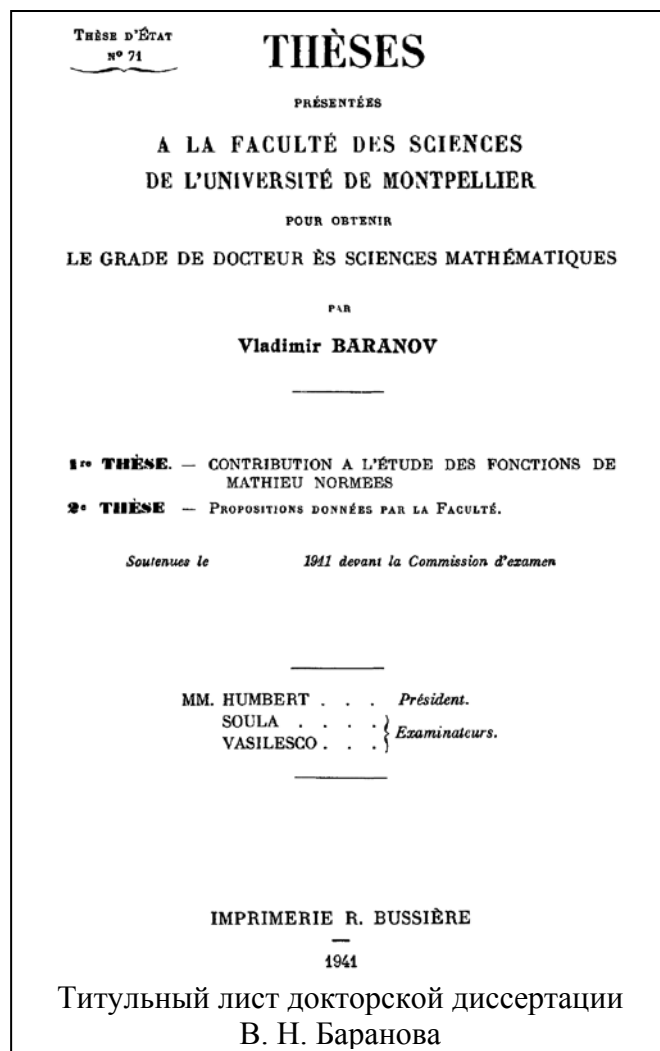 THÈSE D'ÉTAT
Nº 71
THÈSES
PRÉSENTÉES
A LA FACULTÉ DES SCIENCES
DE L'UNIVERSITÉ DE MONTPELLIER
POUR OBTENIR
LE GRADE DE DOCTEUR ÈS SCIENCES MATHÉMATIQUES
PAR
Vladimir BARANOV
1re THÈSE. — CONTRIBUTION A L'ÉTUDE DES FONCTIONS DE
MATHIEU NORMEES
2e THÈSE — PROPOSITIONS DONNÉES PAR LA FACULTÉ.
Soutenues le 1941 devant la Commission d'examen
MM. HUMBERT . . . Président.
SOULA . . . .
VASILESCO . . . } Examinateurs.
IMPRIMERIE R. BUSSIÈRE
1941
Титульный лист докторской диссертации
В. Н. Баранова